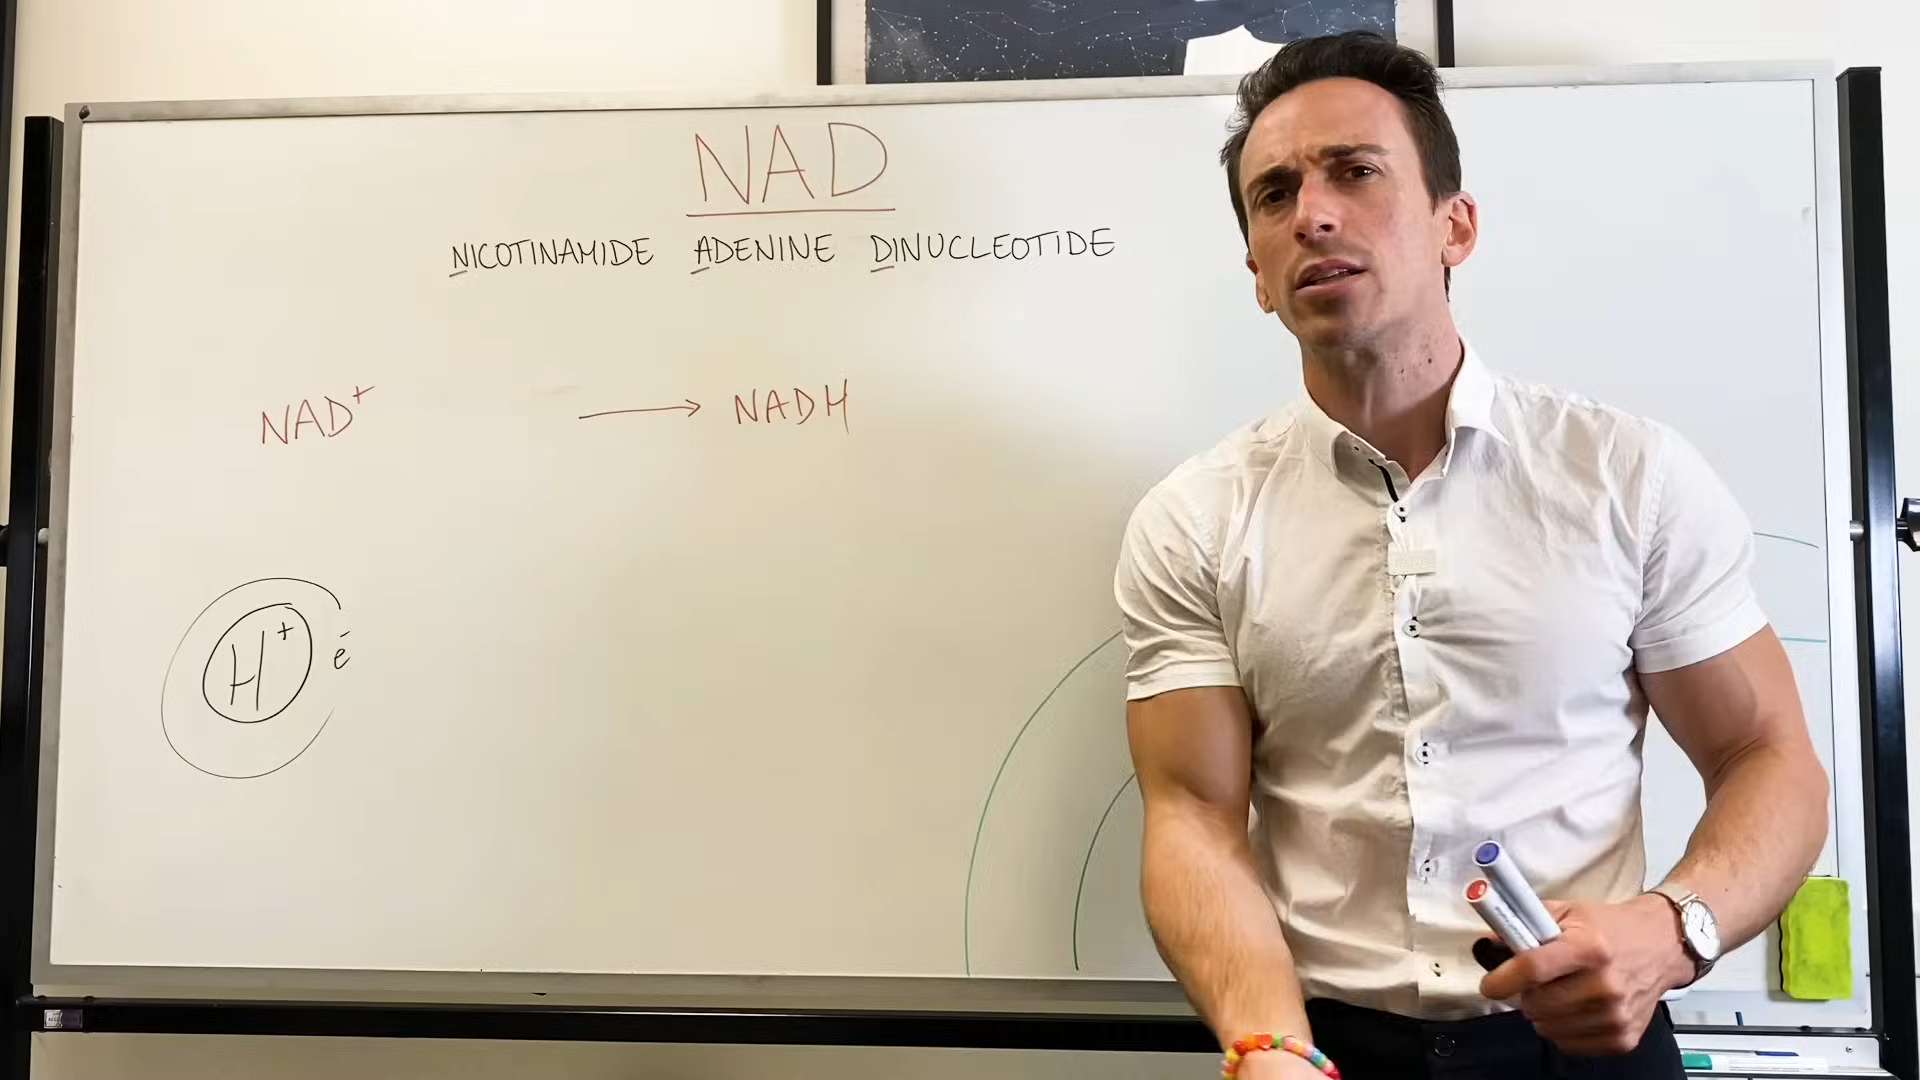 NAD
NICOTINAMIDE ADENINE DINUCLEOTIDE
NAD⁺ → NADH
H⁺ e⁻